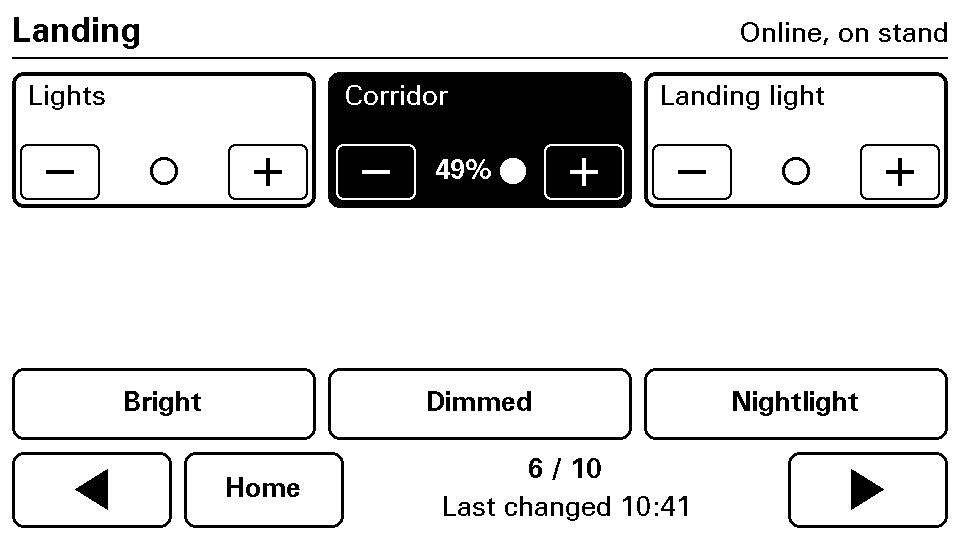 Landing
Online, on stand
Lights
Corridor
Landing light
− + − 49% + − +
Bright
Dimmed
Nightlight
Home
6 / 10
Last changed 10:41